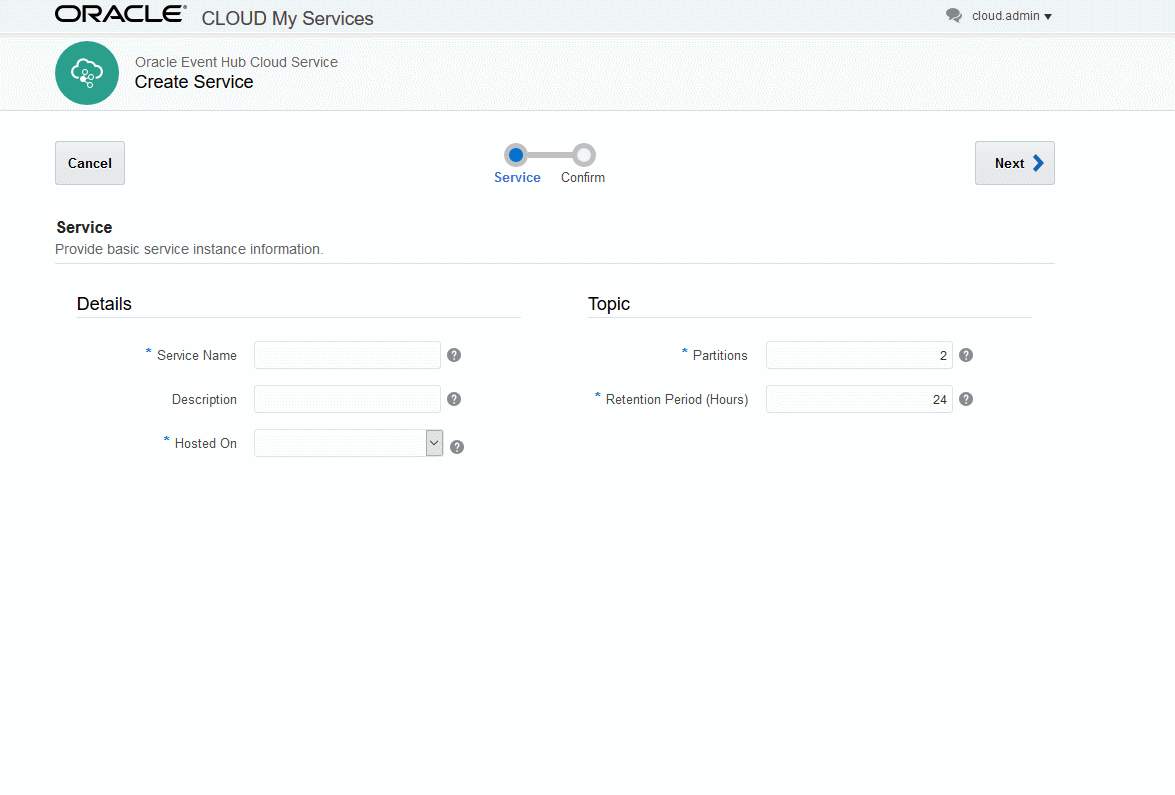 ORACLE® CLOUD My Services
cloud.admin
Oracle Event Hub Cloud Service
Create Service
Cancel
Service
Confirm
Next
Service
Provide basic service instance information.
Details
* Service Name
?
Description
?
* Hosted On
?
Topic
* Partitions 2
?
* Retention Period (Hours) 24
?